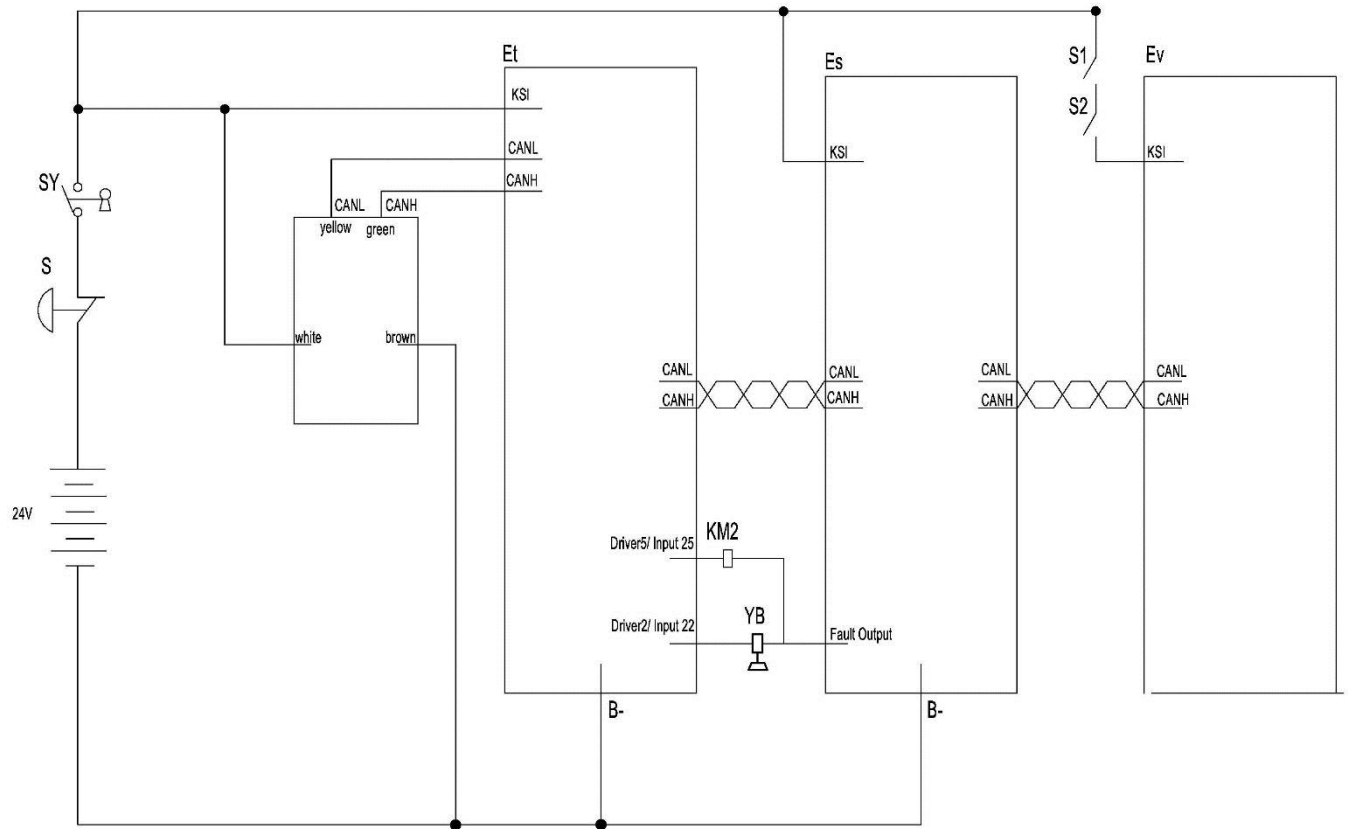 Et
Es
S1
Ev
KSI
S2
CANL
KSI
KSI
SY
CANH
CANL
CANH
yellow
green
S
white
brown
CANL
CANL
CANL
CANL
CANH
CANH
CANH
CANH
24V
KM2
Driver5/ Input 25
YB
Driver2/ Input 22
Fault Output
B-
B-